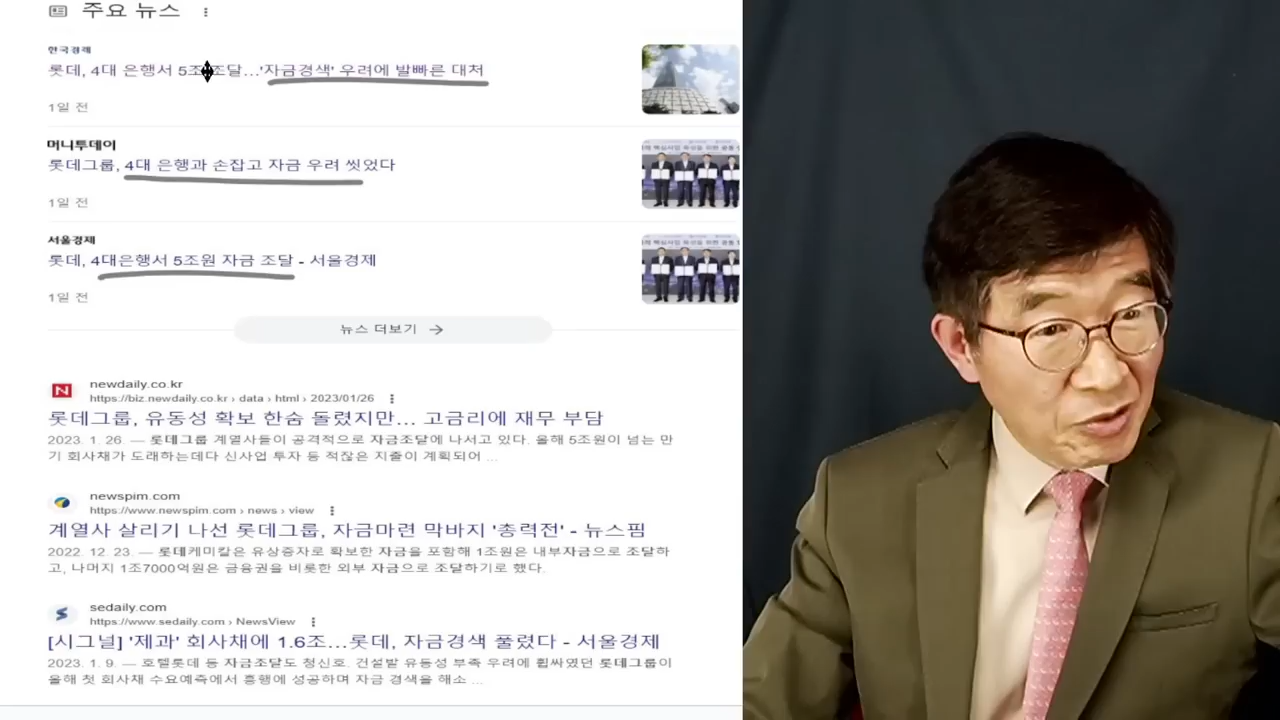 주요 뉴스
한국경제
롯데, 4대 은행서 5조 조달...'자금경색' 우려에 발빠른 대처
1일 전
머니투데이
롯데그룹, 4대 은행과 손잡고 자금 우려 씻었다
1일 전
서울경제
롯데, 4대은행서 5조원 자금 조달 - 서울경제
1일 전
뉴스 더보기 →
newdaily.co.kr
https://biz.newdaily.co.kr › data › html › 2023/01/26
롯데그룹, 유동성 확보 한숨 돌렸지만... 고금리에 재무 부담
2023. 1. 26. — 롯데그룹 계열사들이 공격적으로 자금조달에 나서고 있다. 올해 5조원이 넘는 만
기 회사채가 도래하는데다 신사업 투자 등 적잖은 지출이 계획되어 ...
newspim.com
https://www.newspim.com › news › view
계열사 살리기 나선 롯데그룹, 자금마련 막바지 '총력전' - 뉴스핌
2022. 12. 23. — 롯데케미칼은 유상증자로 확보한 자금을 포함해 1조원은 내부자금으로 조달하
고, 나머지 1조7000억원은 금융권을 비롯한 외부 자금으로 조달하기로 했다.
sedaily.com
https://www.sedaily.com › NewsView
[시그널] '제과' 회사채에 1.6조...롯데, 자금경색 풀렸다 - 서울경제
2023. 1. 9. — 호텔롯데 등 자금조달도 청신호. 건설발 유동성 부족 우려에 휩싸였던 롯데그룹이
올해 첫 회사채 수요예측에서 흥행에 성공하며 자금 경색을 해소 ...